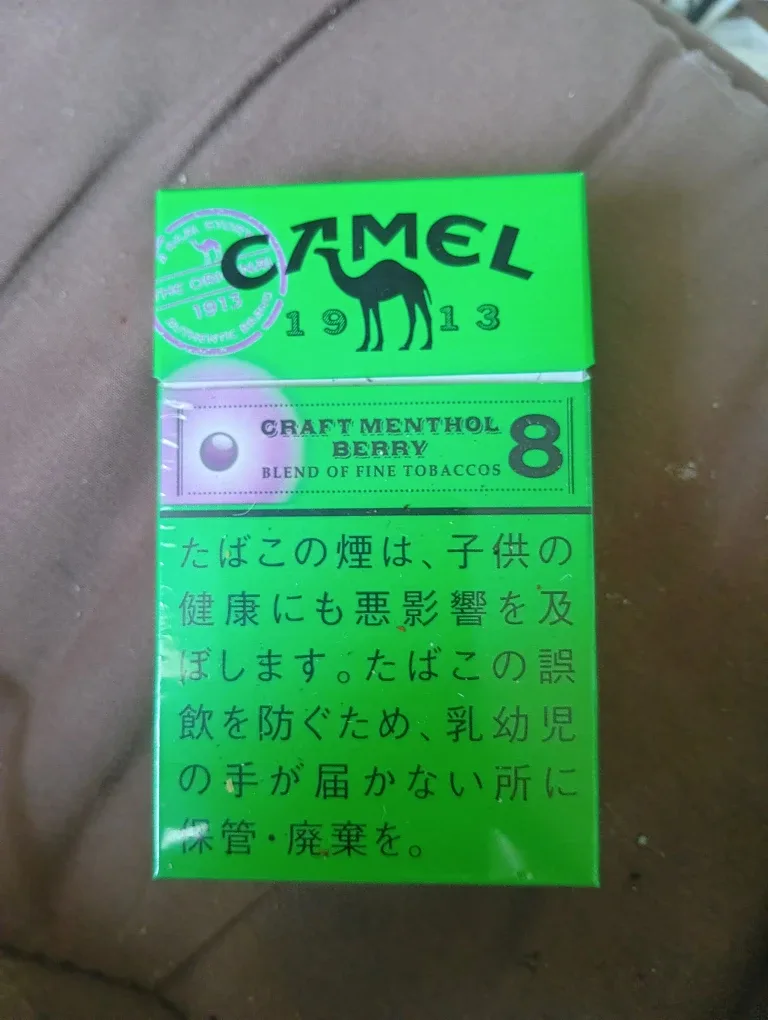 CAMEL
1913
THE ORIGINAL
1913
CRAFT MENTHOL
BERRY
8
BLEND OF FINE TOBACCOS
たばこの煙は、子供の
健康にも悪影響を及
ぼします。たばこの誤
飲を防ぐため、乳幼児
の手が届かない所に
保管・廃棄を。